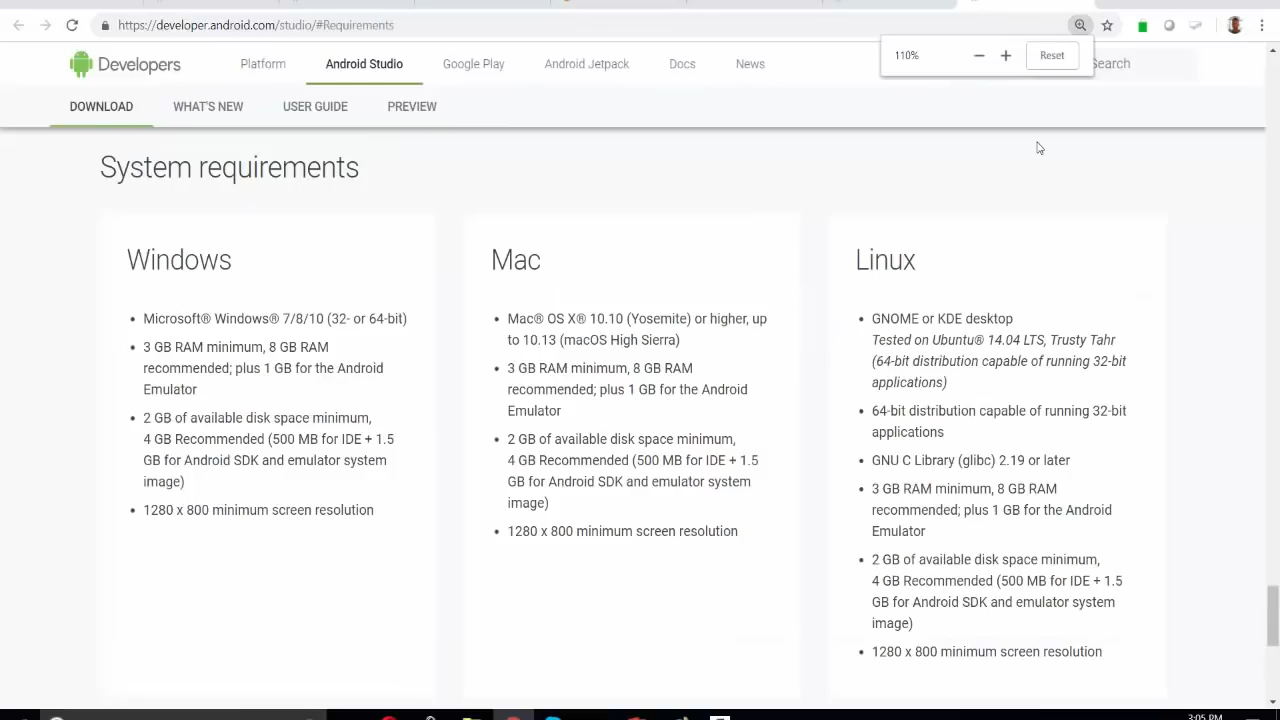 https://developer.android.com/studio/#Requirements
110%
Reset
Developers
Platform
Android Studio
Google Play
Android Jetpack
Docs
News
Search
DOWNLOAD
WHAT'S NEW
USER GUIDE
PREVIEW
System requirements
Windows
• Microsoft® Windows® 7/8/10 (32- or 64-bit)
• 3 GB RAM minimum, 8 GB RAM
recommended; plus 1 GB for the Android
Emulator
• 2 GB of available disk space minimum,
4 GB Recommended (500 MB for IDE + 1.5
GB for Android SDK and emulator system
image)
• 1280 x 800 minimum screen resolution
Mac
• Mac® OS X® 10.10 (Yosemite) or higher, up
to 10.13 (macOS High Sierra)
• 3 GB RAM minimum, 8 GB RAM
recommended; plus 1 GB for the Android
Emulator
• 2 GB of available disk space minimum,
4 GB Recommended (500 MB for IDE + 1.5
GB for Android SDK and emulator system
image)
• 1280 x 800 minimum screen resolution
Linux
• GNOME or KDE desktop
Tested on Ubuntu® 14.04 LTS, Trusty Tahr
(64-bit distribution capable of running 32-bit
applications)
• 64-bit distribution capable of running 32-bit
applications
• GNU C Library (glibc) 2.19 or later
• 3 GB RAM minimum, 8 GB RAM
recommended; plus 1 GB for the Android
Emulator
• 2 GB of available disk space minimum,
4 GB Recommended (500 MB for IDE + 1.5
GB for Android SDK and emulator system
image)
• 1280 x 800 minimum screen resolution
3:05 PM